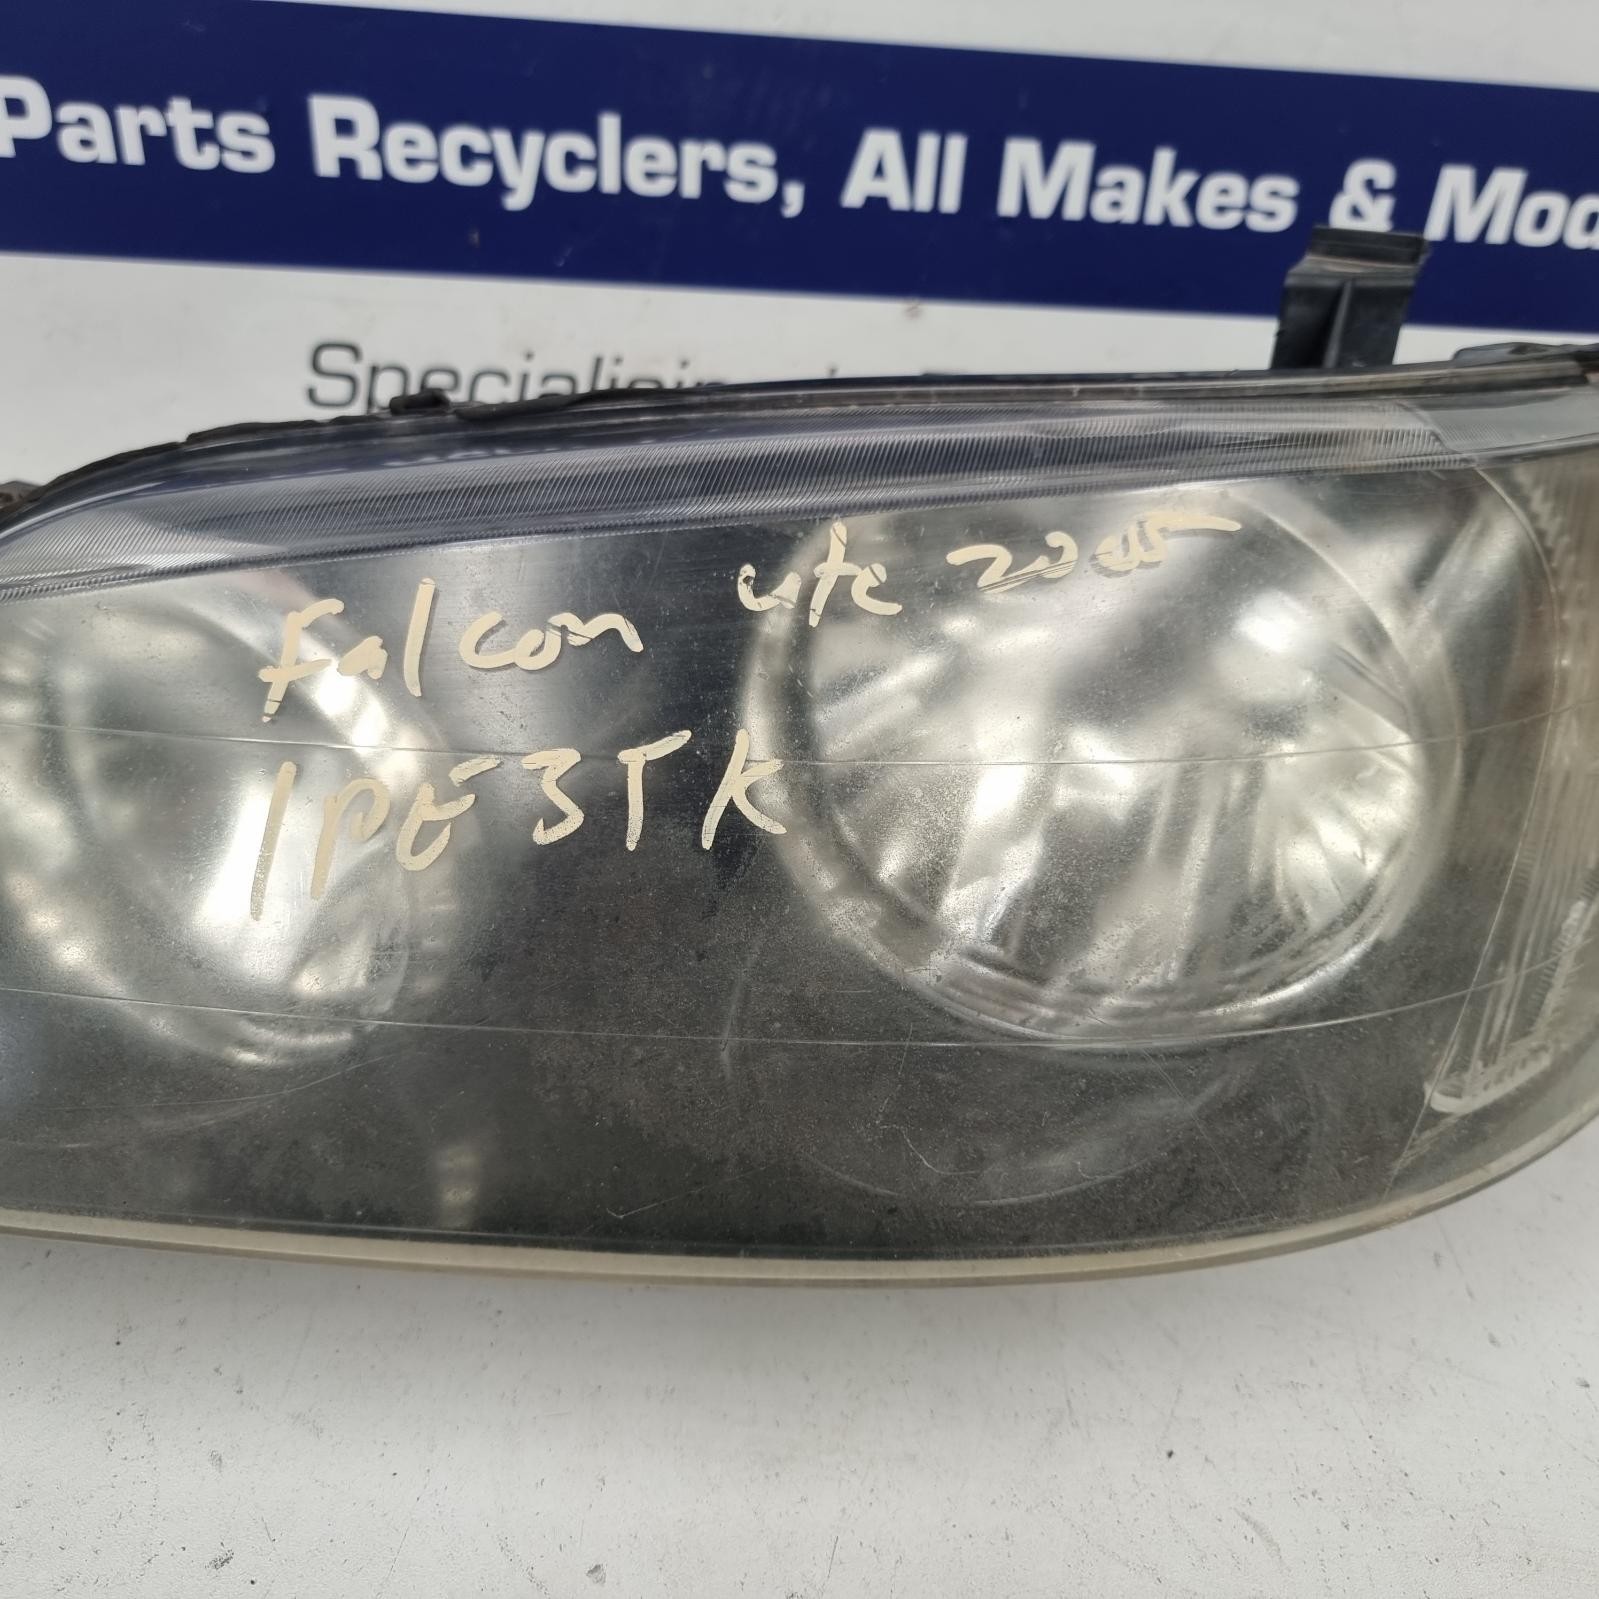 Parts Recyclers, All Makes & Mod
Falcon ute 2005
1PE3TK